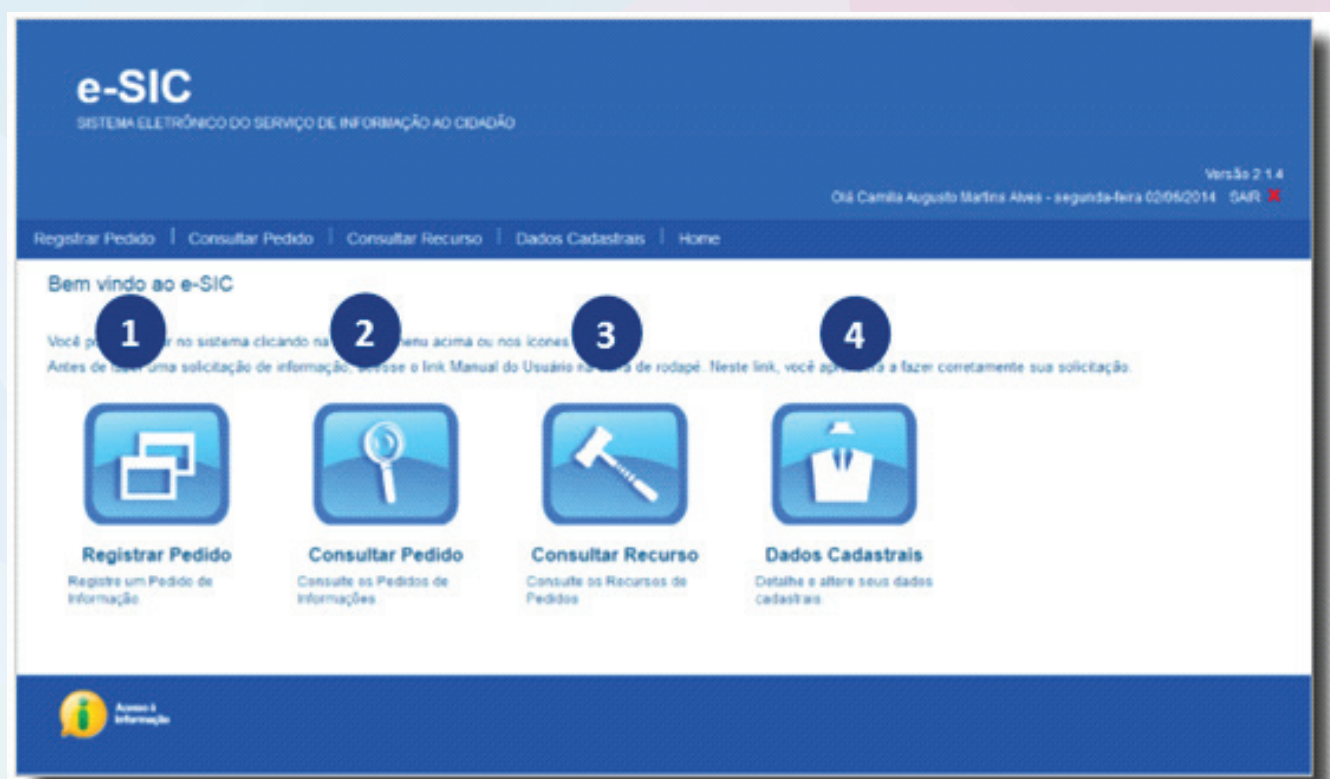 e-SIC
SISTEMA ELETRÔNICO DO SERVIÇO DE INFORMAÇÃO AO CIDADÃO
Versão 2.1.4
Olá Camila Augusto Martins Alves - segunda-feira 02/06/2014 SAIR
Registrar Pedido | Consultar Pedido | Consultar Recurso | Dados Cadastrais | Home
Bem vindo ao e-SIC
1 2 3 4
Você no sistema clicando acima ou nos ícones
Antes de uma solicitação de informação, o link Manual do Usuário de rodapé. Neste link, você a fazer corretamente sua solicitação.
Registrar Pedido Consultar Pedido Consultar Recurso Dados Cadastrais
Registre um Pedido de Consulte os Pedidos de Consulte os Recursos de Detalhe e altere seus dados
Informação Informações Pedidos cadastrais
Acesso à
Informação